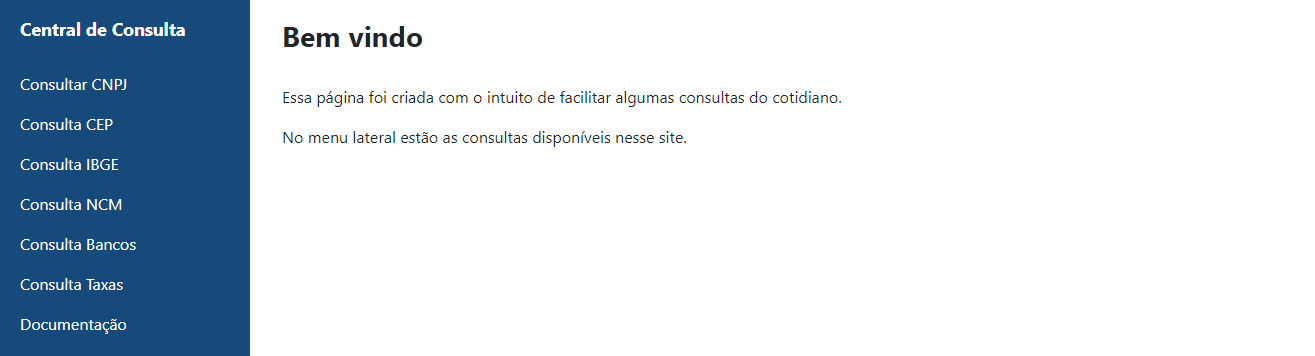 Central de Consulta
Consultar CNPJ
Consulta CEP
Consulta IBGE
Consulta NCM
Consulta Bancos
Consulta Taxas
Documentação
Bem vindo
Essa página foi criada com o intuito de facilitar algumas consultas do cotidiano.
No menu lateral estão as consultas disponíveis nesse site.